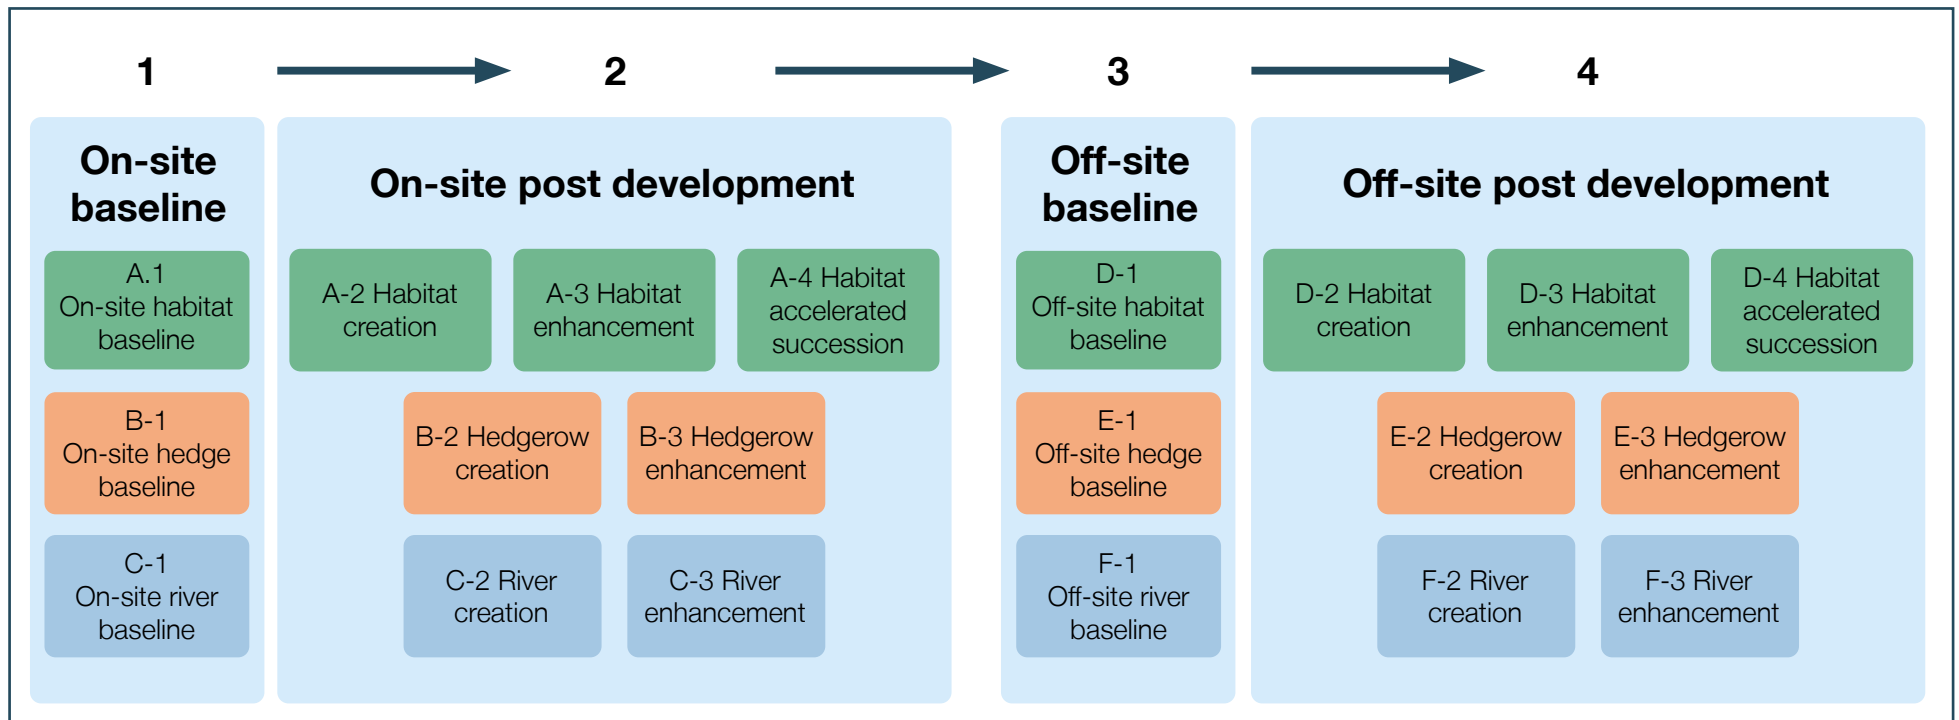 1
2
3
4
On-site
baseline
A.1
On-site habitat
baseline
B-1
On-site hedge
baseline
C-1
On-site river
baseline
On-site post development
A-2 Habitat
creation
A-3 Habitat
enhancement
A-4 Habitat
accelerated
succession
B-2 Hedgerow
creation
B-3 Hedgerow
enhancement
C-2 River
creation
C-3 River
enhancement
Off-site
baseline
D-1
Off-site habitat
baseline
E-1
Off-site hedge
baseline
F-1
Off-site river
baseline
Off-site post development
D-2 Habitat
creation
D-3 Habitat
enhancement
D-4 Habitat
accelerated
succession
E-2 Hedgerow
creation
E-3 Hedgerow
enhancement
F-2 River
creation
F-3 River
enhancement